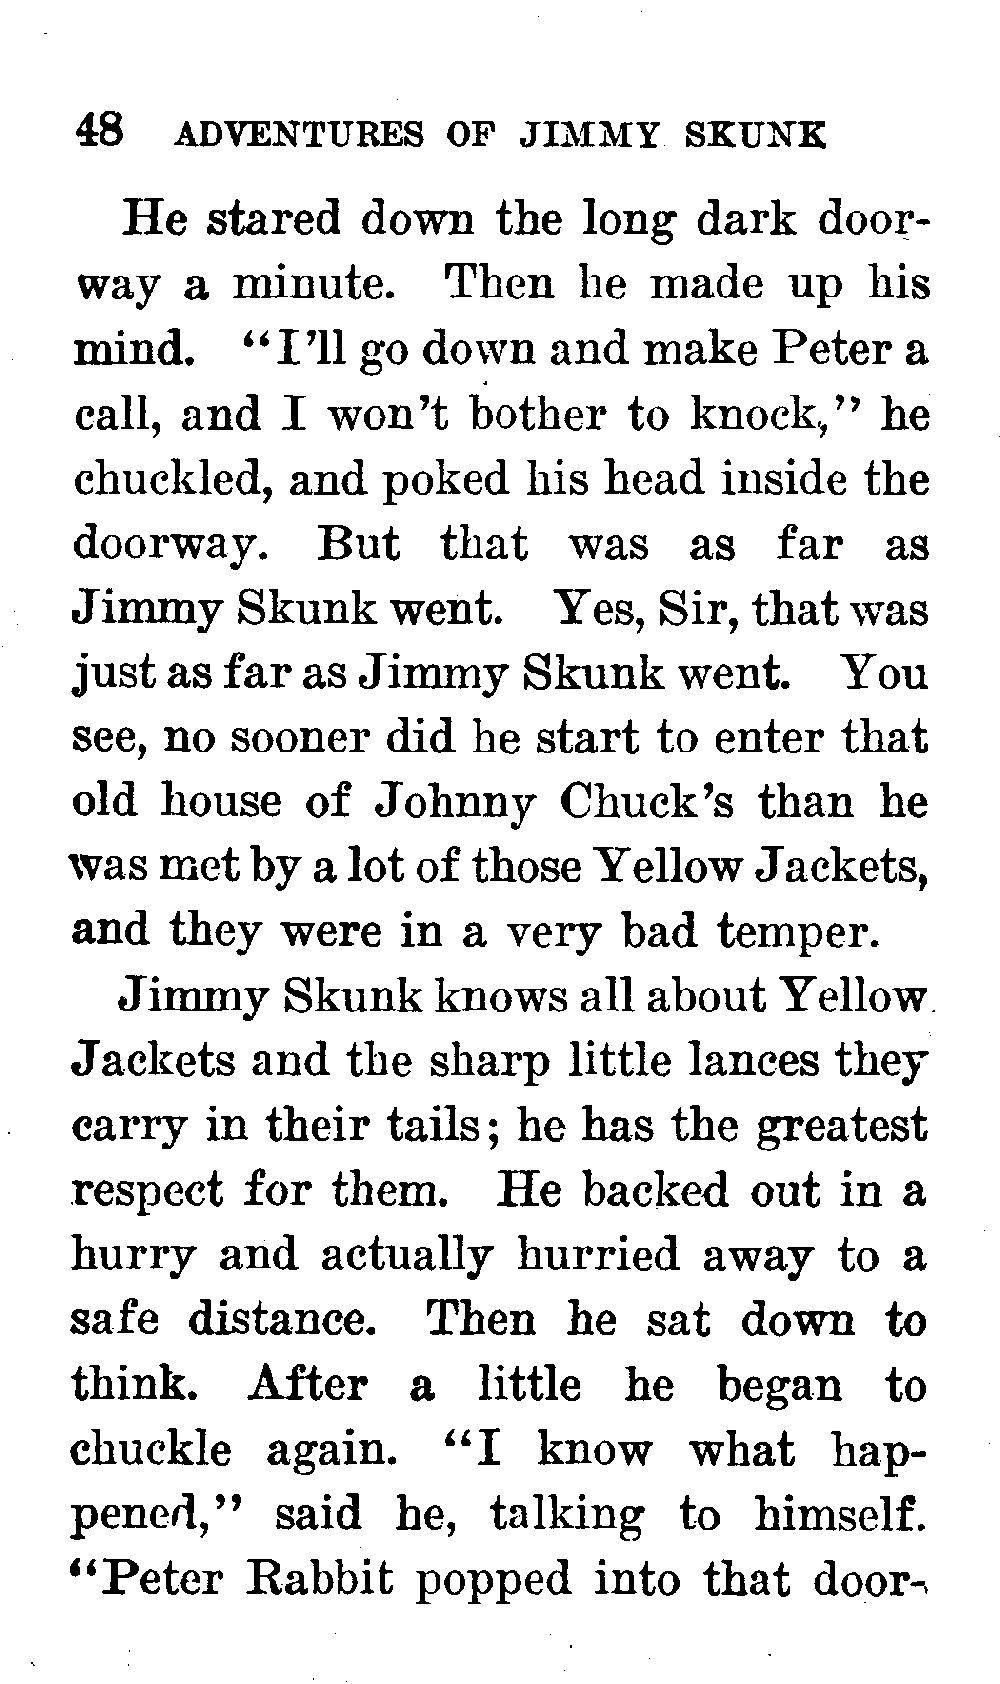 48 ADVENTURES OF JIMMY SKUNK
He stared down the long dark door-
way a minute. Then he made up his
mind. "I'll go down and make Peter a
call, and I won't bother to knock," he
chuckled, and poked his head inside the
doorway. But that was as far as
Jimmy Skunk went. Yes, Sir, that was
just as far as Jimmy Skunk went. You
see, no sooner did he start to enter that
old house of Johnny Chuck's than he
was met by a lot of those Yellow Jackets,
and they were in a very bad temper.
Jimmy Skunk knows all about Yellow
Jackets and the sharp little lances they
carry in their tails; he has the greatest
respect for them. He backed out in a
hurry and actually hurried away to a
safe distance. Then he sat down to
think. After a little he began to
chuckle again. "I know what hap-
pened," said he, talking to himself.
"Peter Rabbit popped into that door-